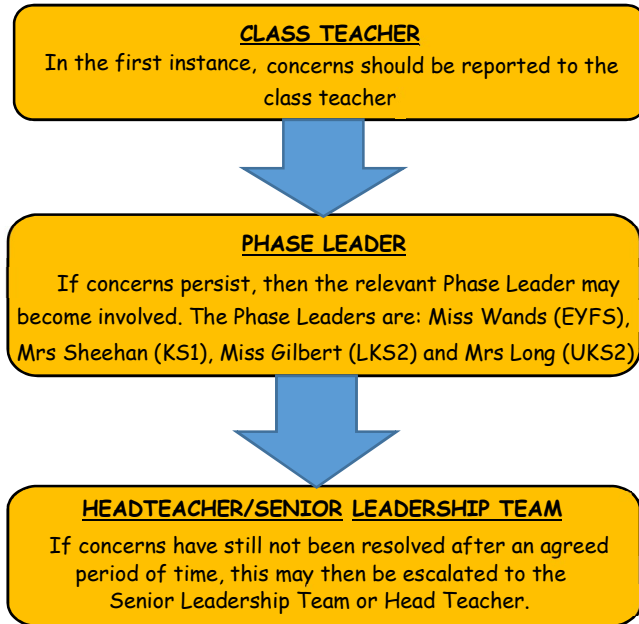 CLASS TEACHER
In the first instance, concerns should be reported to the
class teacher
PHASE LEADER
If concerns persist, then the relevant Phase Leader may
become involved. The Phase Leaders are: Miss Wands (EYFS),
Mrs Sheehan (KS1), Miss Gilbert (LKS2) and Mrs Long (UKS2)
HEADTEACHER/SENIOR LEADERSHIP TEAM
If concerns have still not been resolved after an agreed
period of time, this may then be escalated to the
Senior Leadership Team or Head Teacher.